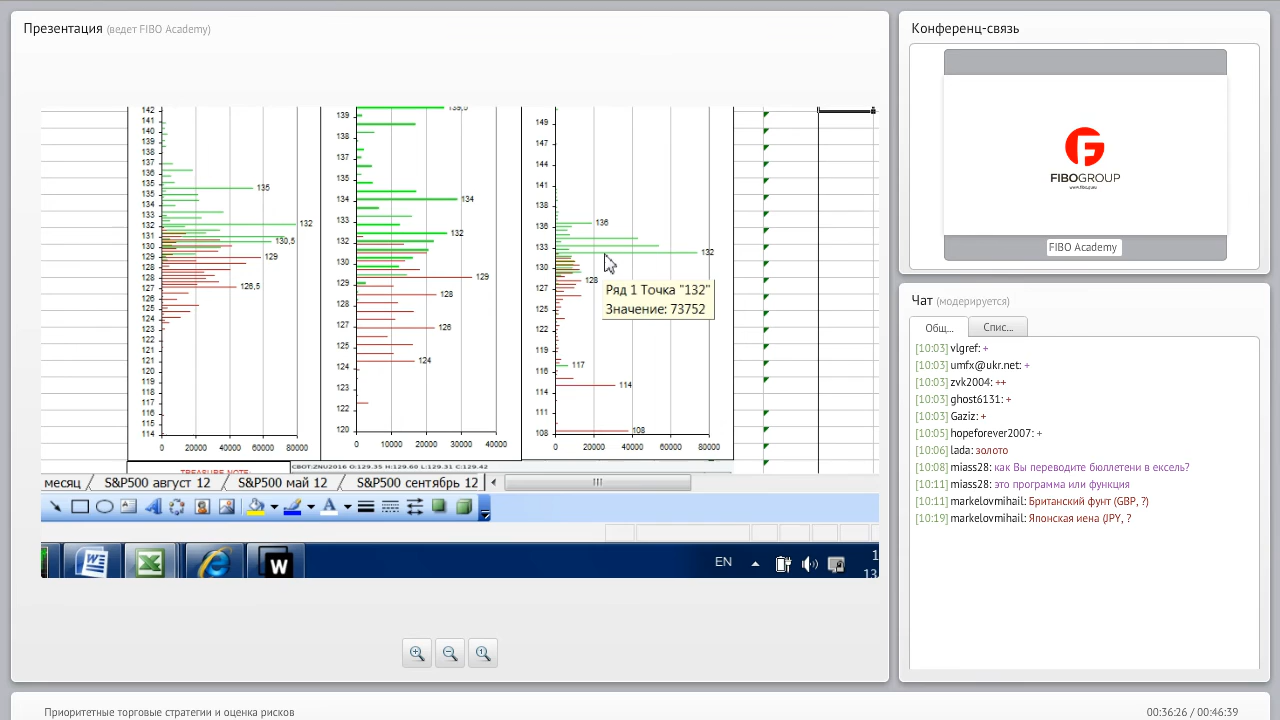 Презентация (ведет FIBO Academy)
142
141
140
139
138
137
136
135
135
134
133
132
131
130
129
128
127
126
125
124
123
122
121
121
120
119
118
117
116
115
114
135
132
130,5
129
126,5
0 20000 40000 60000 80000
139,5
139
138
137
135
134
133
132
130
129
128
127
125
124
123
122
120
134
132
129
128
126
124
0 10000 20000 30000 40000
149
147
144
141
138
136
133
130
127
125
122
119
116
114
111
108
136
132
128
117
114
108
0 20000 40000 60000 80000
Ряд 1 Точка "132"
Значение: 73752
TREASURE NOTE:
CBOT:ZNU2016 O:129.35 H:129.60 L:129.31 C:129.42
месяц S&P500 август 12 S&P500 май 12 S&P500 сентябрь 12
EN
Конференц-связь
FIBOGROUP
FIBO Academy
Чат (модерируется)
Общ... Спис...
[10:03] vlgref: +
[10:03] umfx@ukr.net: +
[10:03] zvk2004: ++
[10:03] ghost6131: +
[10:03] Gaziz: +
[10:05] hopeforever2007: +
[10:06] lada: золото
[10:08] miass28: как Вы переводите бюллетени в ексель?
[10:11] miass28: это программа или функция
[10:11] markelovmihail: Британский фунт (GBP, ?)
[10:19] markelovmihail: Японская иена (JPY, ?
Приоритетные торговые стратегии и оценка рисков
00:36:26 / 00:46:39